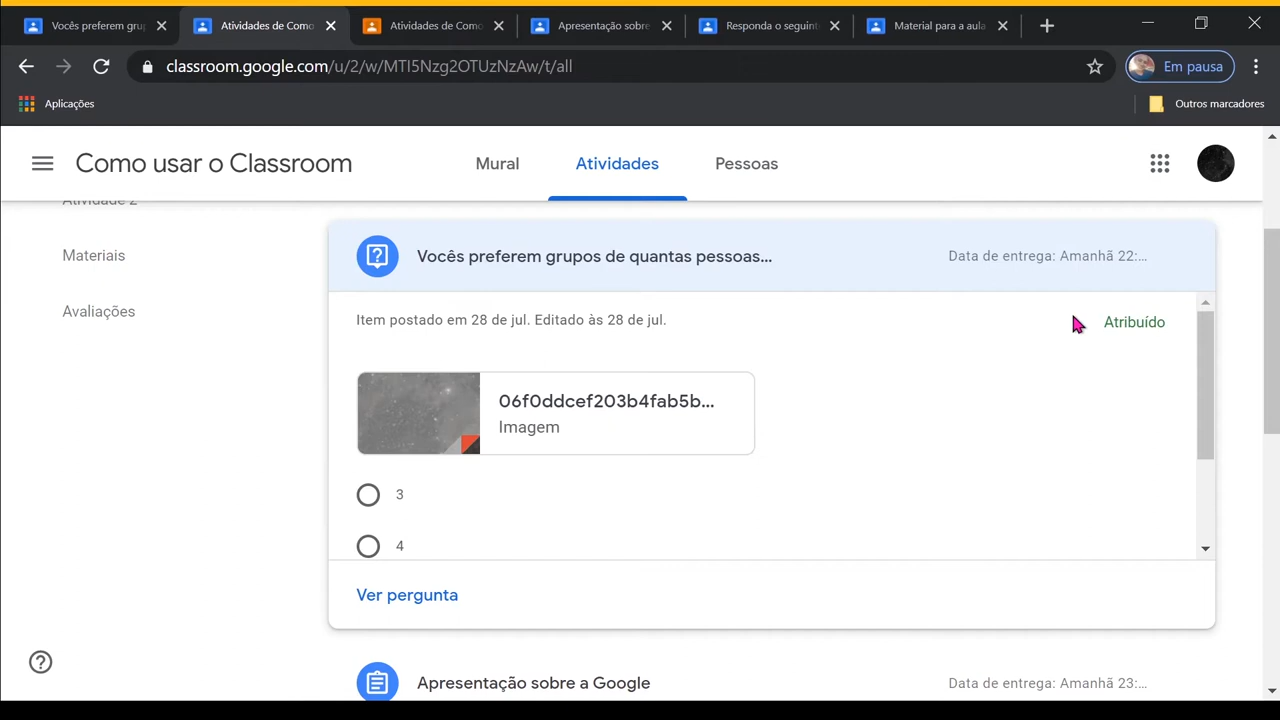 Vocês preferem grup
Atividades de Como
Atividades de Como
Apresentação sobre
Responda o seguint
Material para a aula
classroom.google.com/u/2/w/MTI5Nzg2OTUzNzAw/t/all
Em pausa
Aplicações
Outros marcadores
Como usar o Classroom
Mural
Atividades
Pessoas
Atividade 2
Materiais
Avaliações
Vocês preferem grupos de quantas pessoas...
Data de entrega: Amanhã 22:...
Item postado em 28 de jul. Editado às 28 de jul.
Atribuído
06f0ddcef203b4fab5b...
Imagem
3
4
Ver pergunta
Apresentação sobre a Google
Data de entrega: Amanhã 23:...